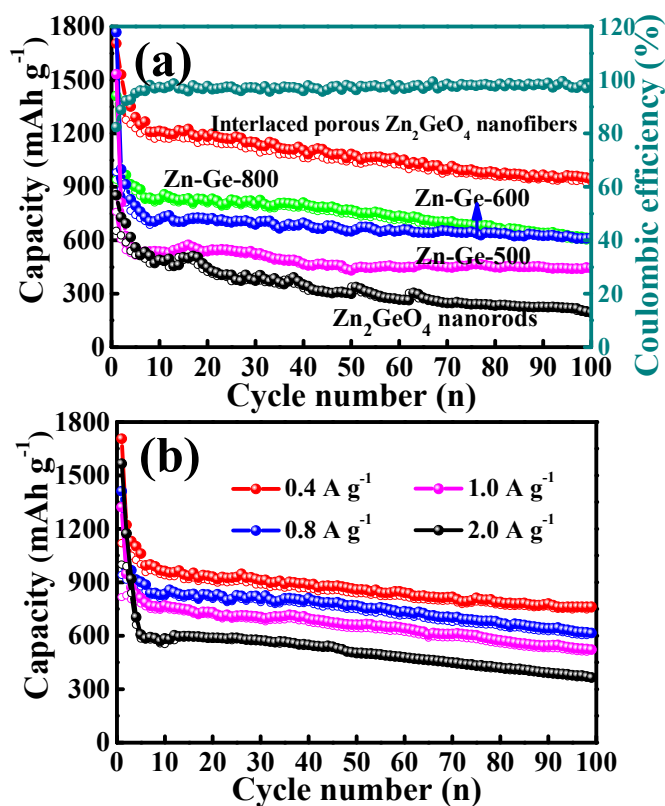 (a)
Capacity (mAh g⁻¹)
1800
1500
1200
900
600
300
0
120
100
80
60
40
20
0
Coulombic efficiency (%)
Interlaced porous Zn₂GeO₄ nanofibers
Zn-Ge-800
Zn-Ge-600
Zn-Ge-500
Zn₂GeO₄ nanorods
0 10 20 30 40 50 60 70 80 90 100
Cycle number (n)
(b)
Capacity (mAh g⁻¹)
1800
1500
1200
900
600
300
0
0.4 A g⁻¹ 1.0 A g⁻¹
0.8 A g⁻¹ 2.0 A g⁻¹
0 10 20 30 40 50 60 70 80 90 100
Cycle number (n)